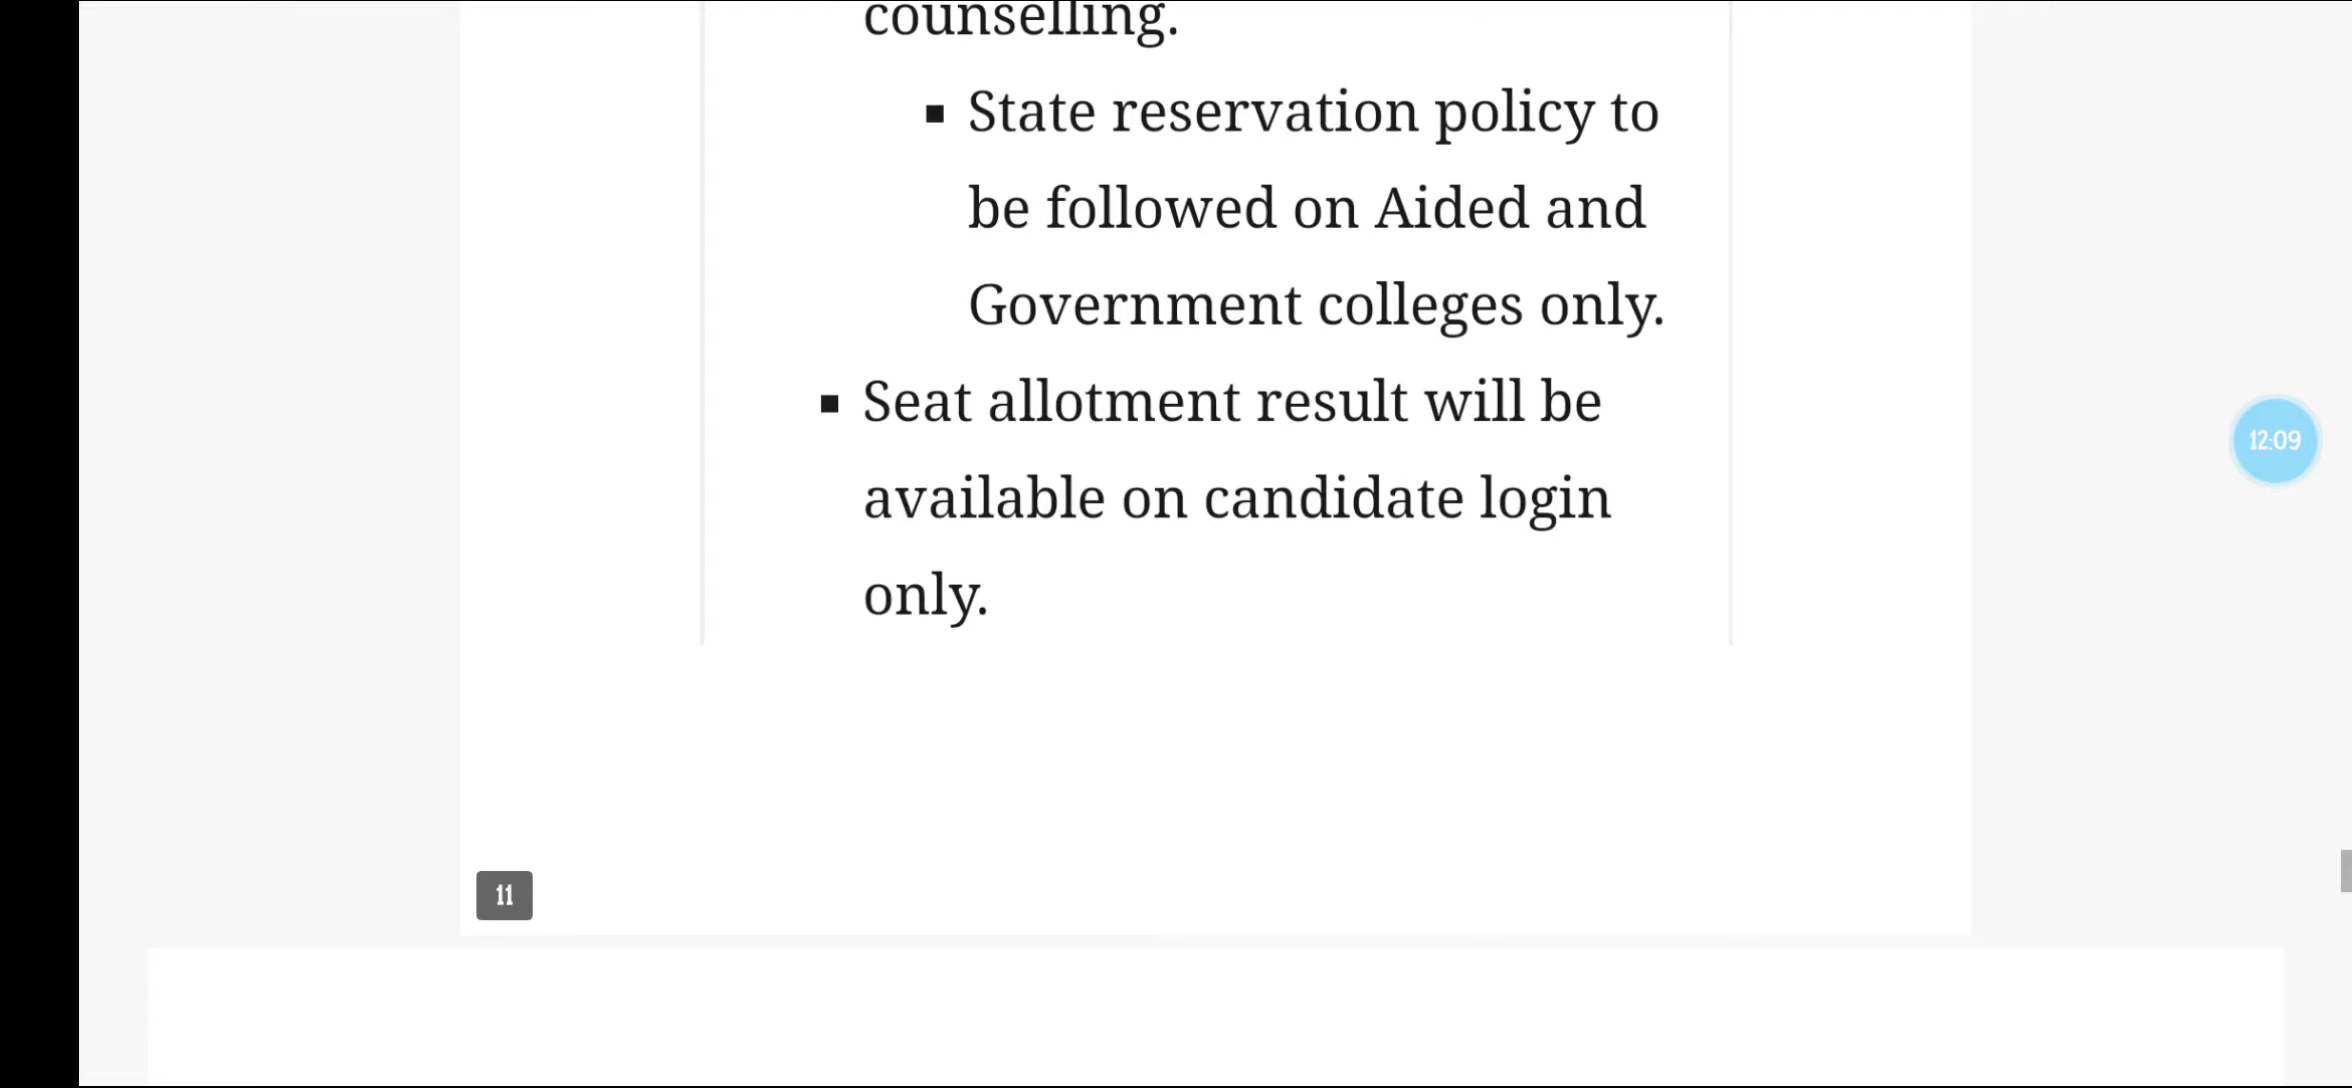 counselling.
▪ State reservation policy to
be followed on Aided and
Government colleges only.
▪ Seat allotment result will be
available on candidate login
only.
12:09
11